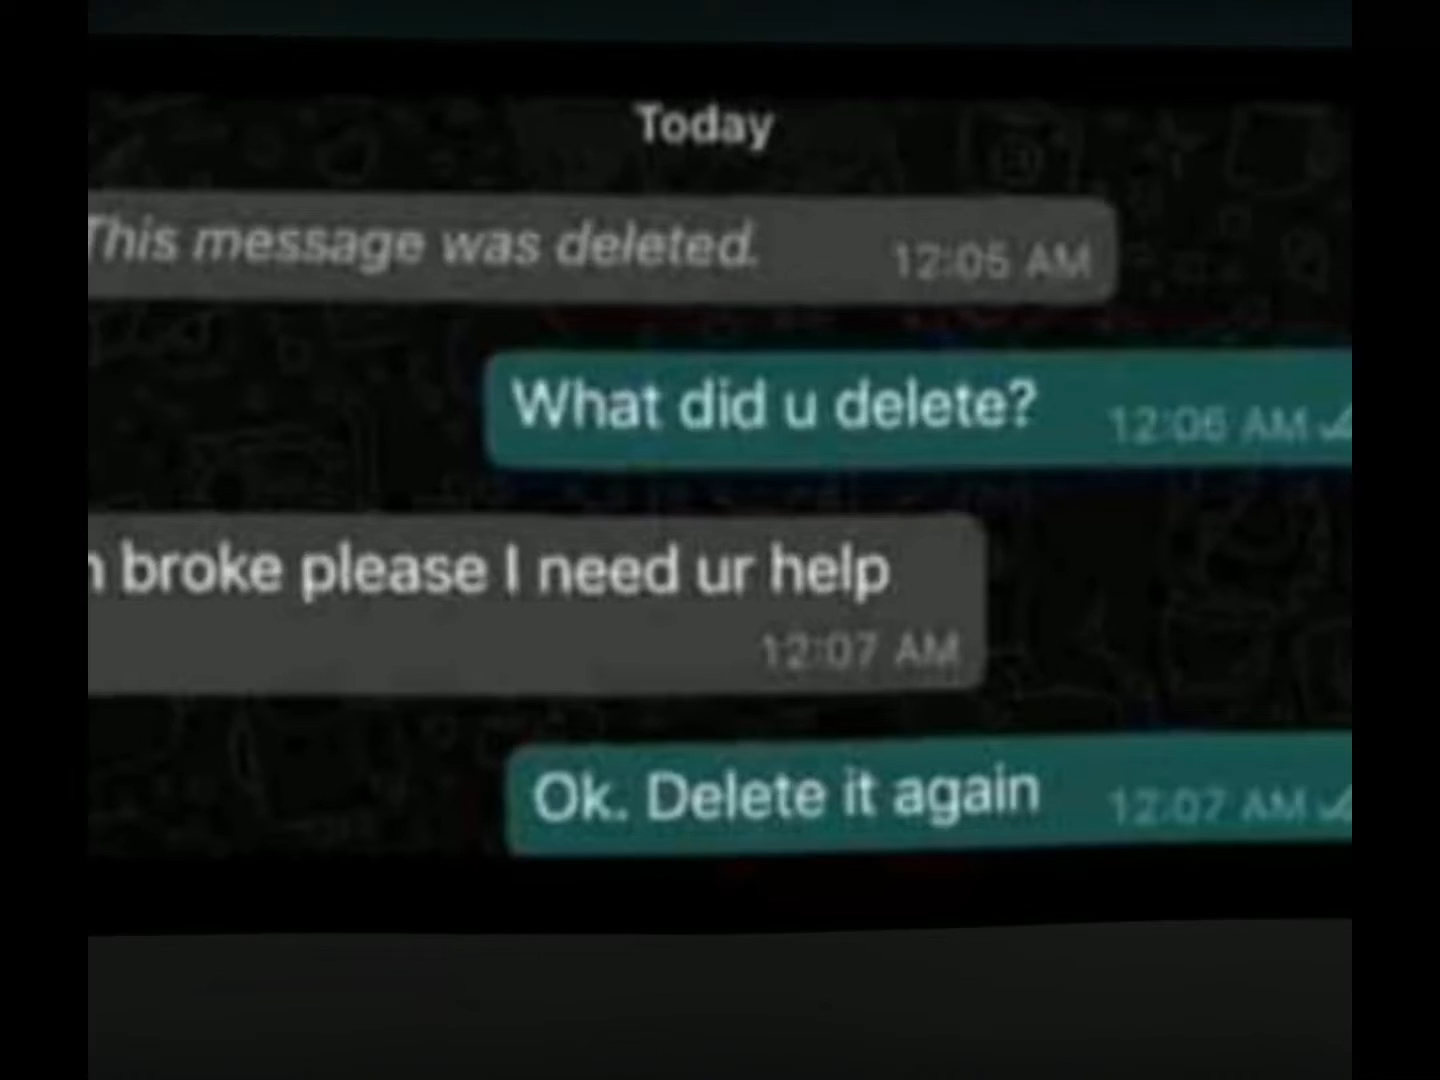 Today
This message was deleted. 12:05 AM
What did u delete? 12:06 AM
broke please I need ur help
12:07 AM
Ok. Delete it again 12:07 AM